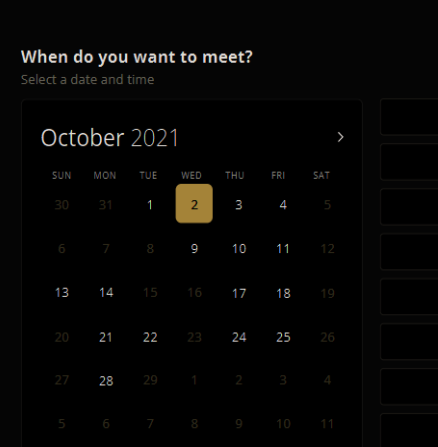 When do you want to meet?
Select a date and time
October 2021
SUN MON TUE WED THU FRI SAT
30 31 1 2 3 4 5
6 7 8 9 10 11 12
13 14 15 16 17 18 19
20 21 22 23 24 25 26
27 28 29 1 2 3 4
5 6 7 8 9 10 11